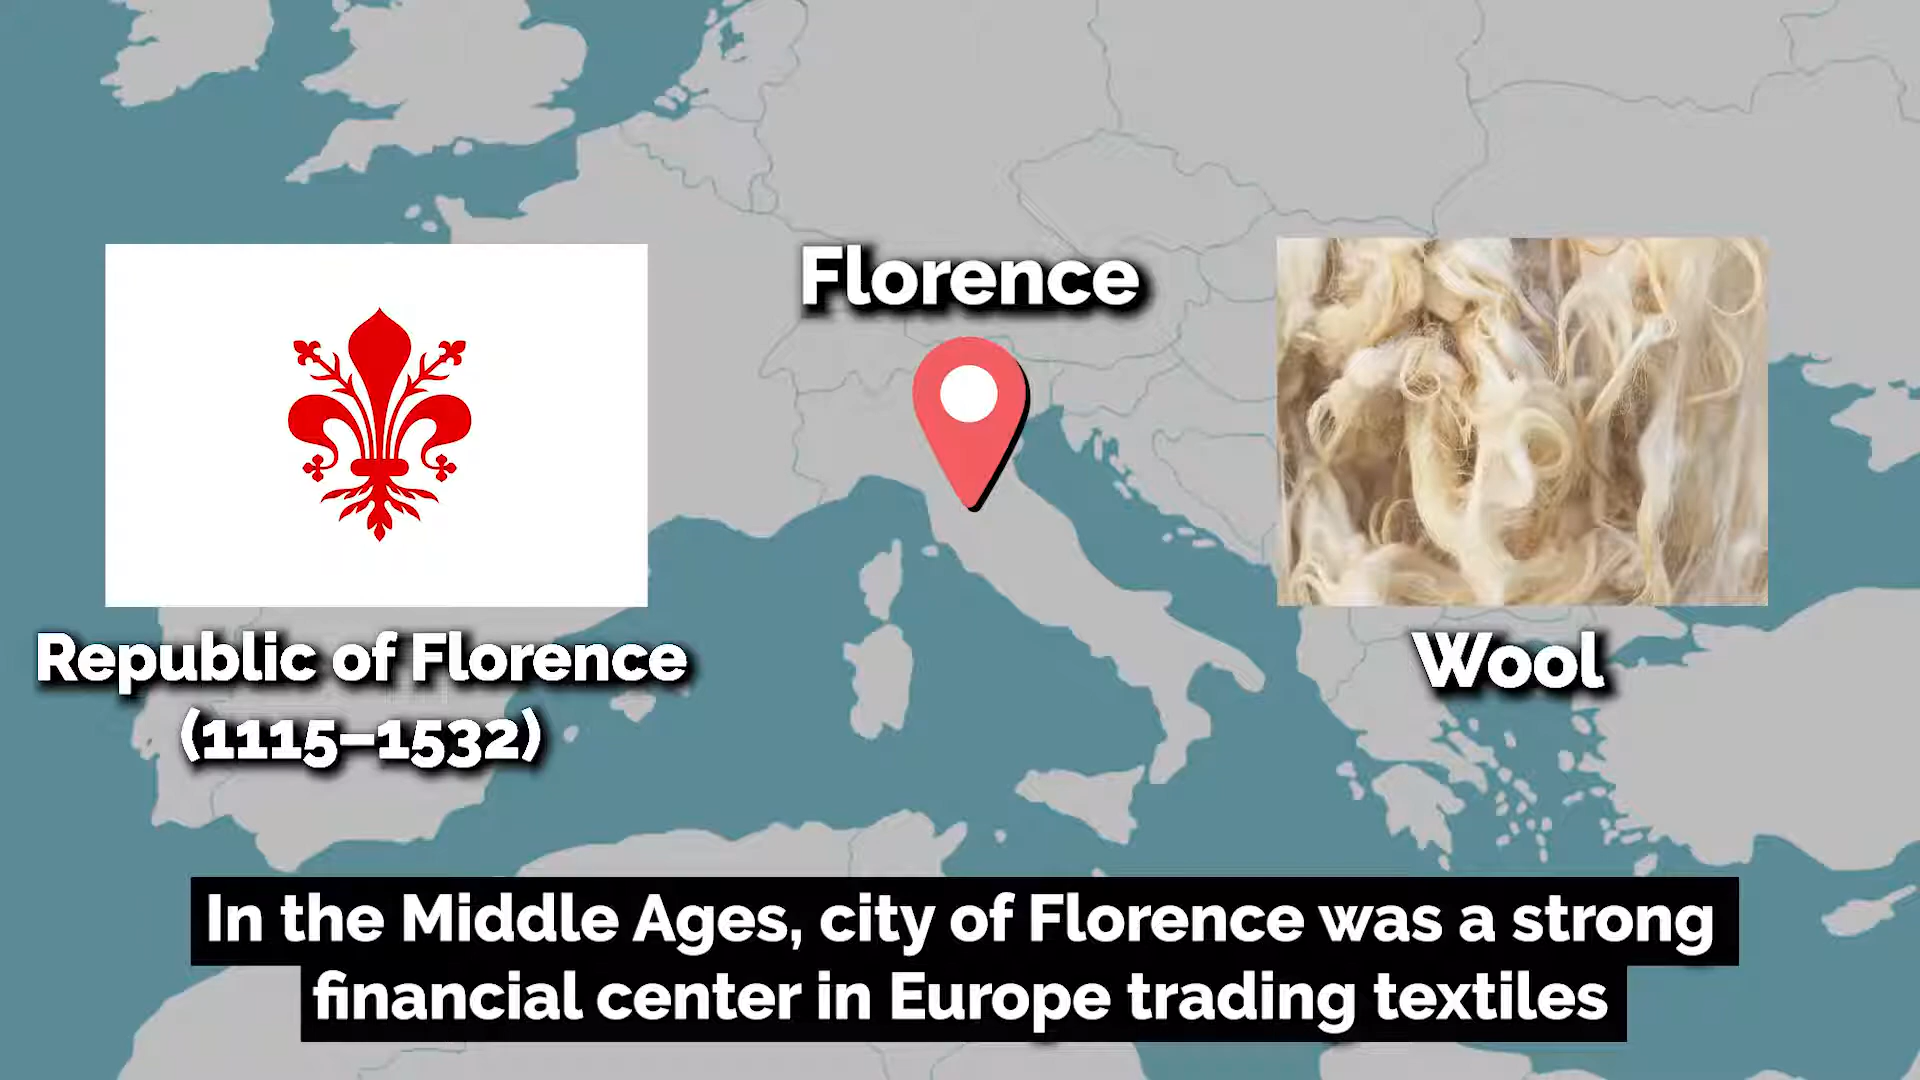 Florence
Republic of Florence
(1115–1532)
Wool
In the Middle Ages, city of Florence was a strong
financial center in Europe trading textiles